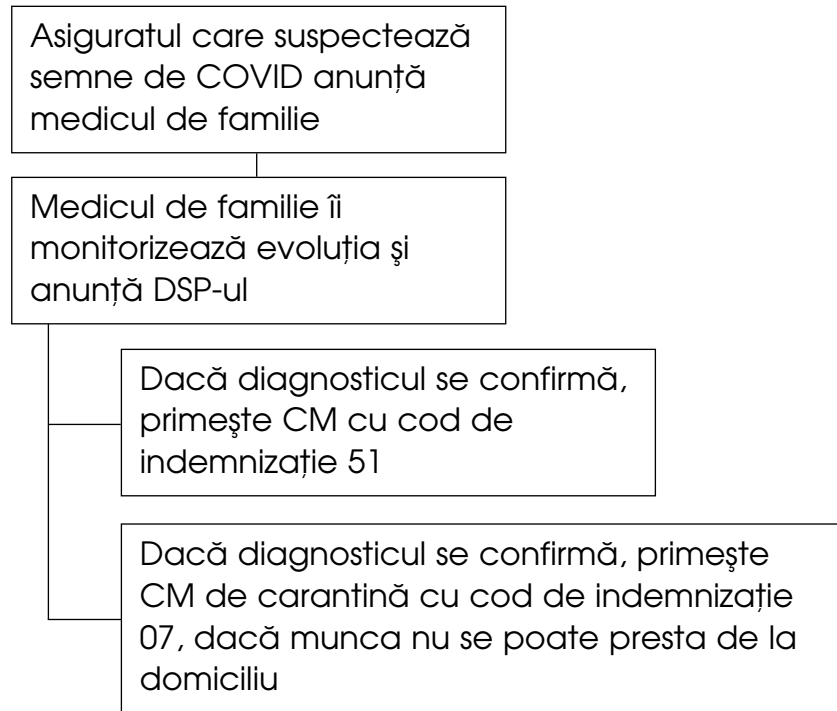 Asiguratul care suspectează
semne de COVID anunță
medicul de familie
Medicul de familie îi
monitorizează evoluția şi
anunță DSP-ul
Dacă diagnosticul se confirmă,
primeşte CM cu cod de
indemnizație 51
Dacă diagnosticul se confirmă, primeşte
CM de carantină cu cod de indemnizație
07, dacă munca nu se poate presta de la
domiciliu